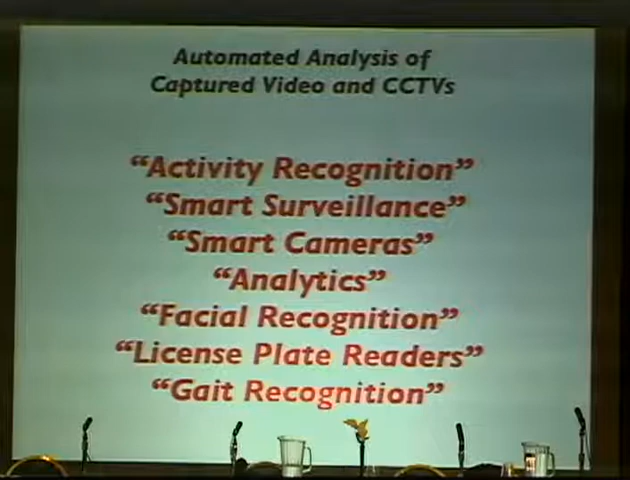 Automated Analysis of
Captured Video and CCTVs
“Activity Recognition”
“Smart Surveillance”
“Smart Cameras”
“Analytics”
“Facial Recognition”
“License Plate Readers”
“Gait Recognition”